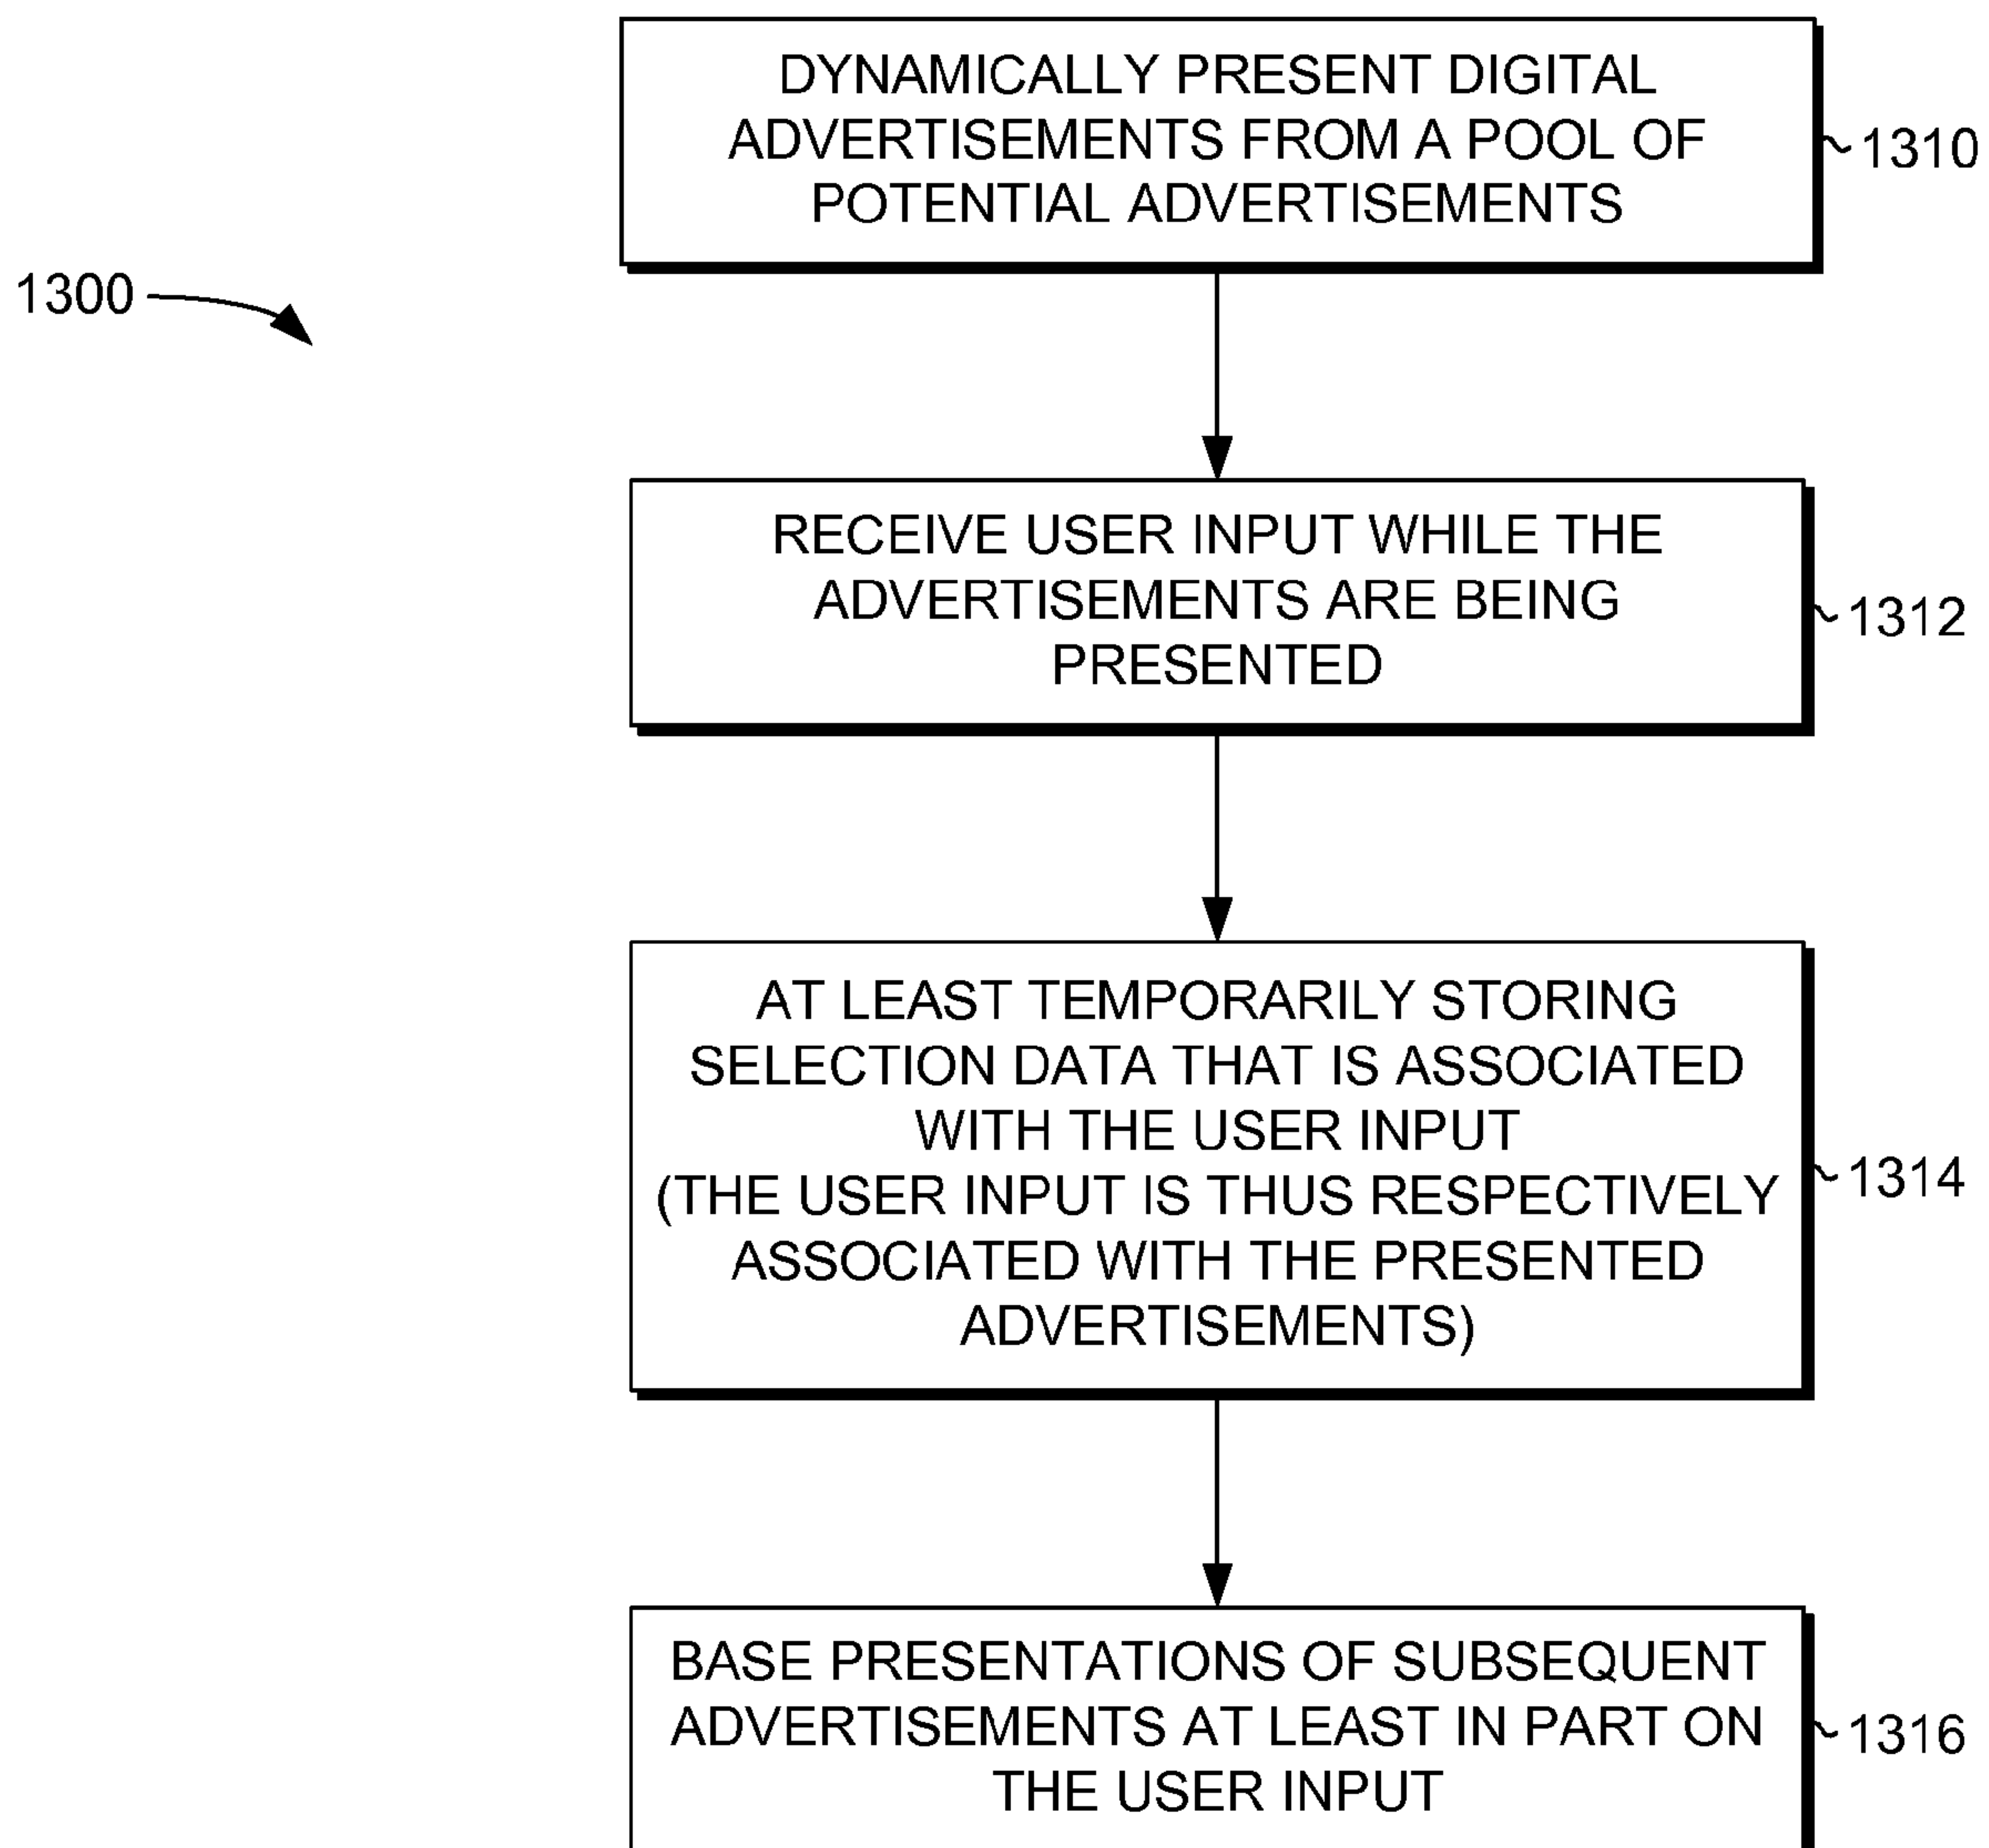 DYNAMICALLY PRESENT DIGITAL
ADVERTISEMENTS FROM A POOL OF
POTENTIAL ADVERTISEMENTS
1310
1300
RECEIVE USER INPUT WHILE THE
ADVERTISEMENTS ARE BEING
PRESENTED
1312
AT LEAST TEMPORARILY STORING
SELECTION DATA THAT IS ASSOCIATED
WITH THE USER INPUT
(THE USER INPUT IS THUS RESPECTIVELY
ASSOCIATED WITH THE PRESENTED
ADVERTISEMENTS)
1314
BASE PRESENTATIONS OF SUBSEQUENT
ADVERTISEMENTS AT LEAST IN PART ON
THE USER INPUT
1316